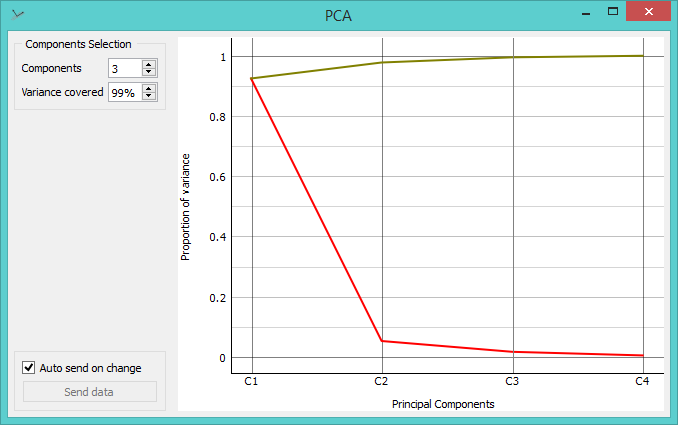 PCA
Components Selection
Components 3
Variance covered 99%
Auto send on change
Send data
Proportion of variance
1
0.8
0.6
0.4
0.2
0
C1 C2 C3 C4
Principal Components